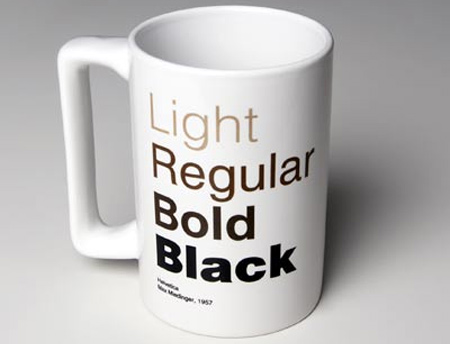 Light
Regular
Bold
Black
Helvetica
Max Miedinger, 1957